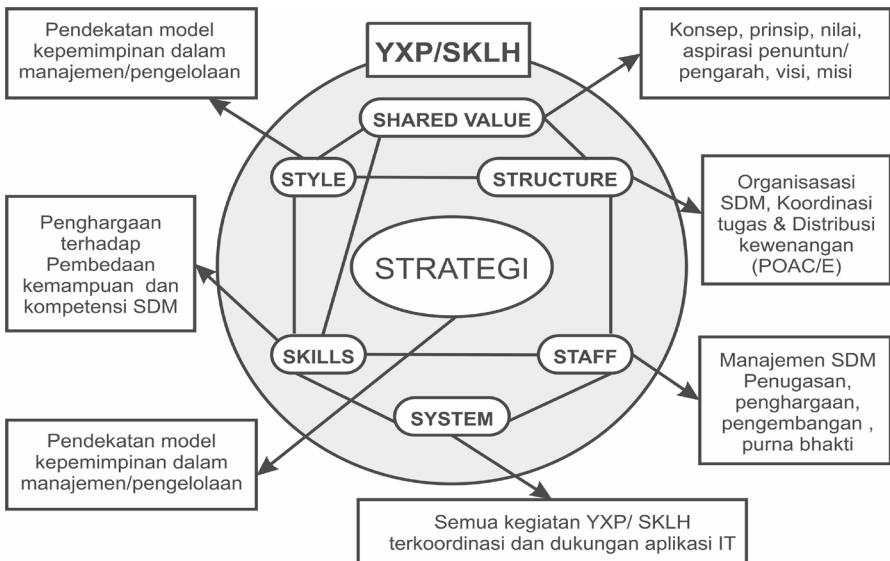 Pendekatan model
kepemimpinan dalam
manajemen/pengelolaan
YXP/SKLH
Konsep, prinsip, nilai,
aspirasi penuntun/
pengarah, visi, misi
SHARED VALUE
STYLE
STRUCTURE
Organisasasi
SDM, Koordinasi
tugas & Distribusi
kewenangan
(POAC/E)
Penghargaan
terhadap
Pembedaan
kemampuan dan
kompetensi SDM
STRATEGI
SKILLS
STAFF
Manajemen SDM
Penugasan,
penghargaan,
pengembangan ,
purna bhakti
SYSTEM
Pendekatan model
kepemimpinan dalam
manajemen/pengelolaan
Semua kegiatan YXP/ SKLH
terkoordinasi dan dukungan aplikasi IT